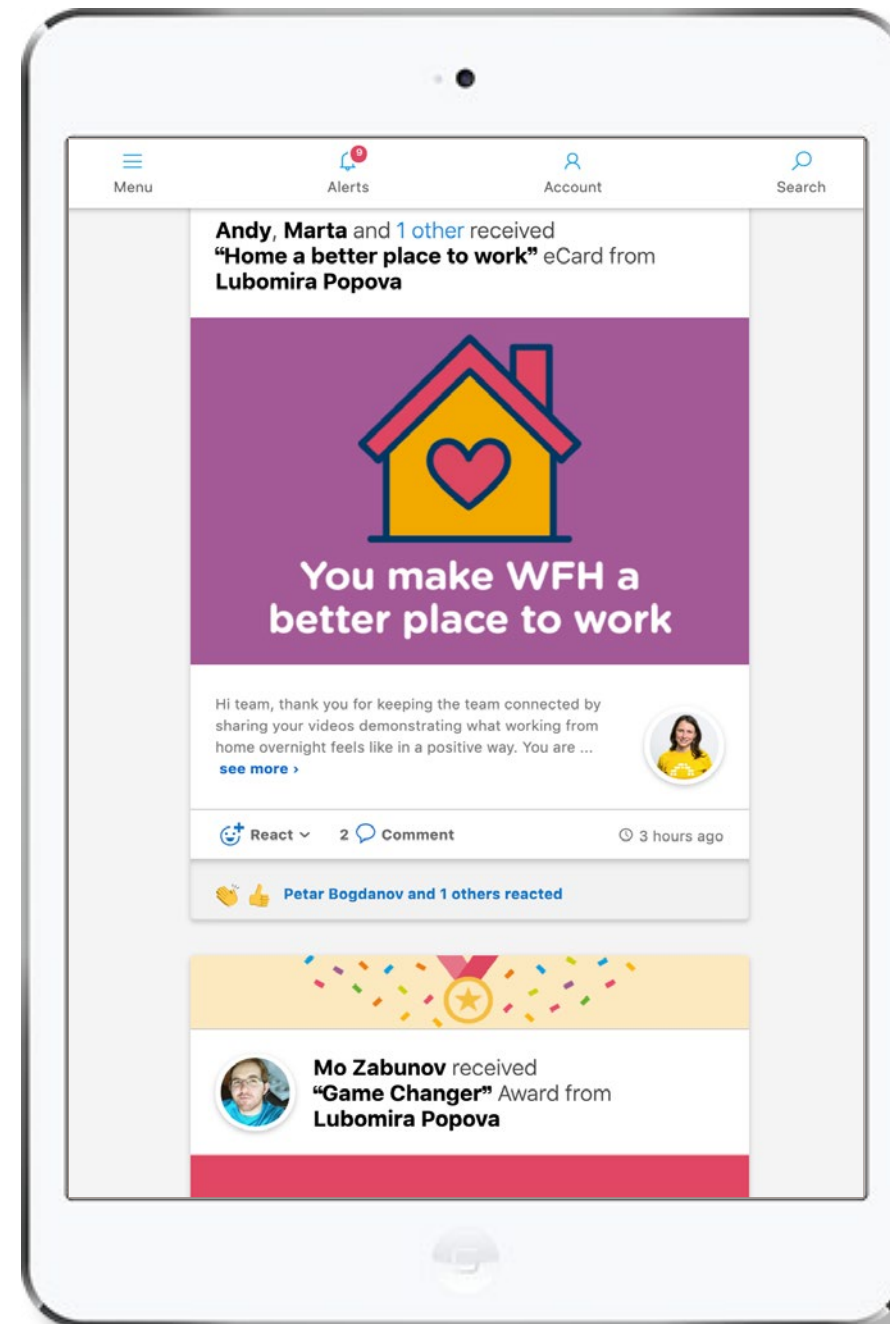 9
Menu Alerts Account Search
Andy, Marta and 1 other received
“Home a better place to work” eCard from
Lubomira Popova
You make WFH a
better place to work
Hi team, thank you for keeping the team connected by
sharing your videos demonstrating what working from
home overnight feels like in a positive way. You are ...
see more ›
React 2 Comment 3 hours ago
Petar Bogdanov and 1 others reacted
Mo Zabunov received
“Game Changer” Award from
Lubomira Popova